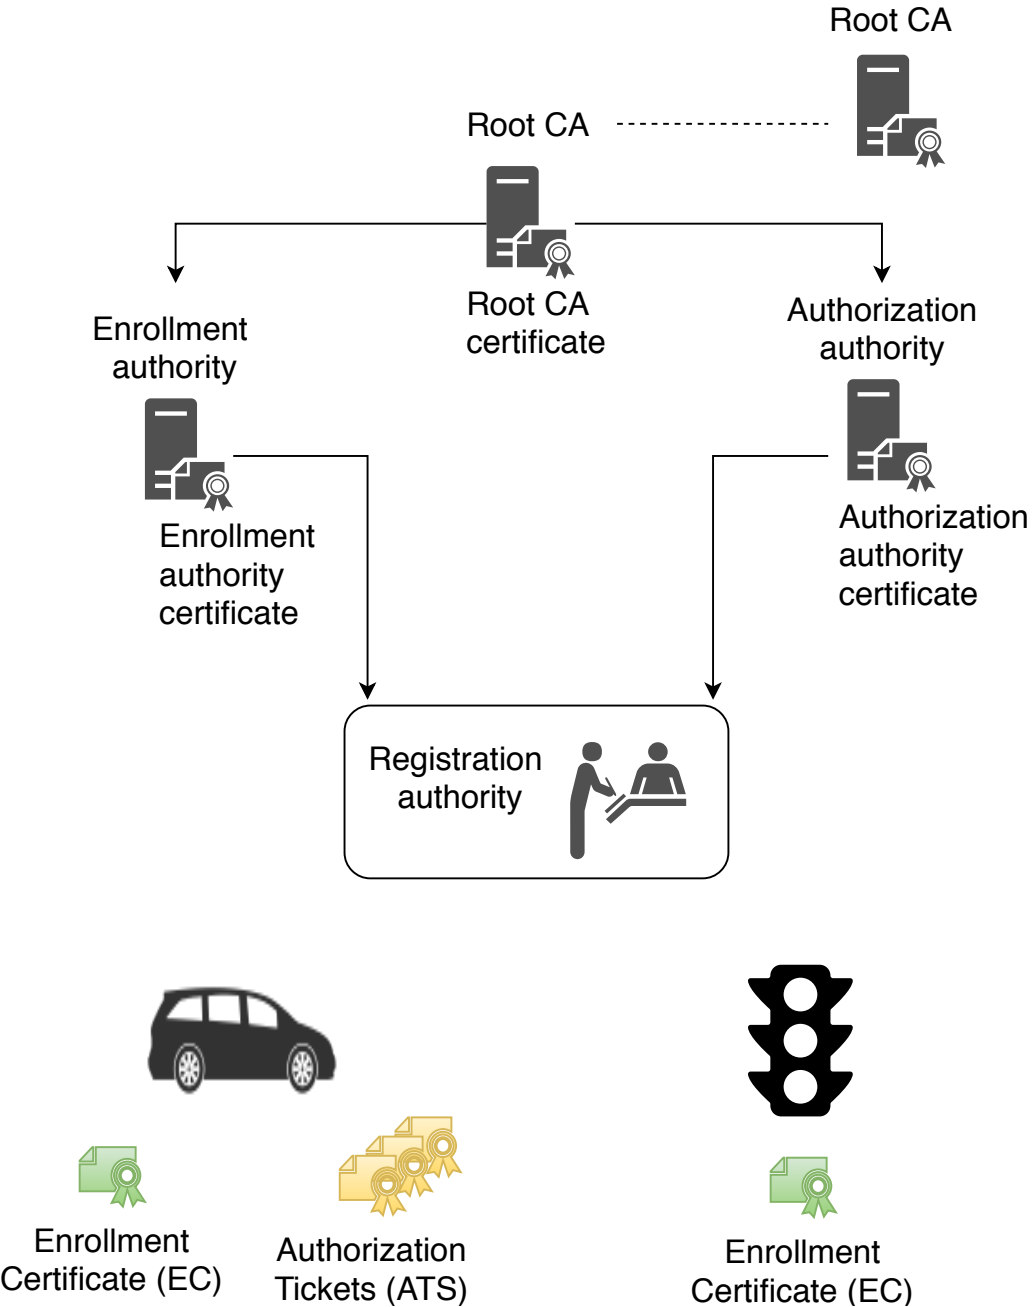 Root CA
Root CA
Root CA
certificate
Enrollment
authority
Authorization
authority
Enrollment
authority
certificate
Authorization
authority
certificate
Registration
authority
Enrollment
Certificate (EC)
Authorization
Tickets (ATS)
Enrollment
Certificate (EC)